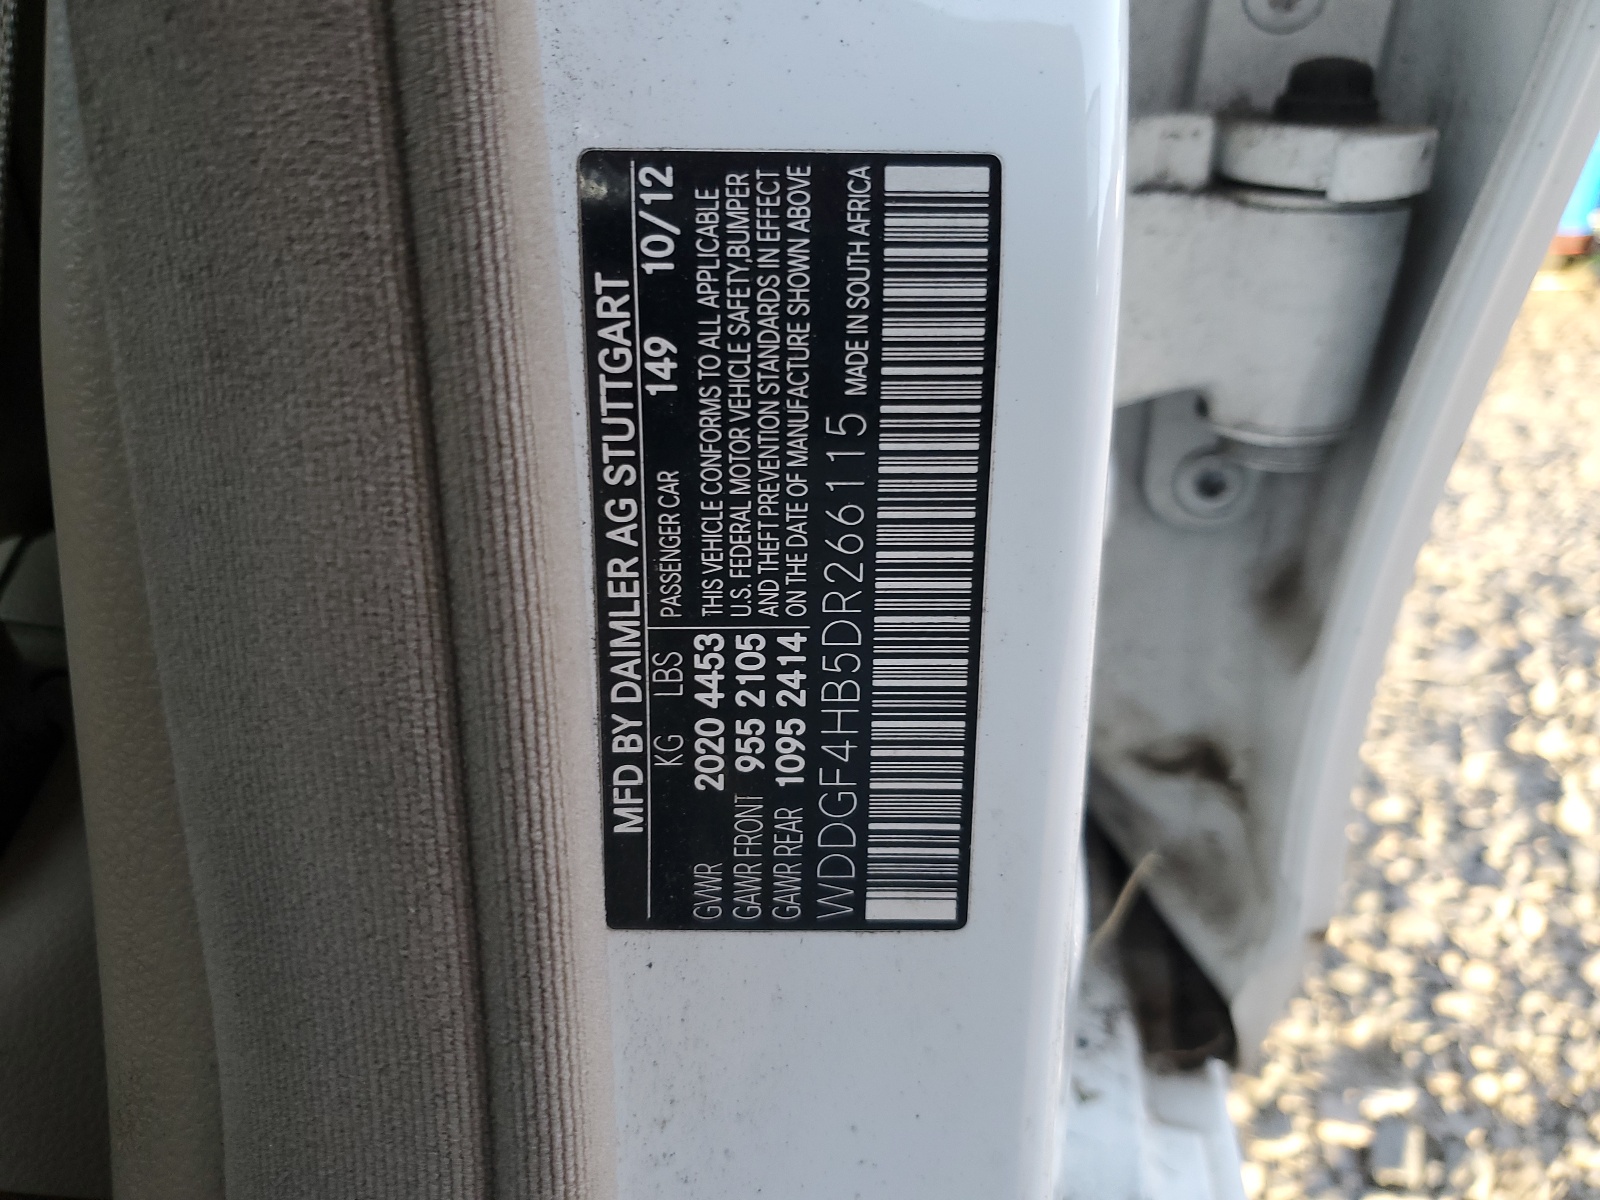 MFD BY DAIMLER AG STUTTGART
KG LBS PASSENGER CAR 149 10/12
GVWR 2020 4453 THIS VEHICLE CONFORMS TO ALL APPLICABLE
GAWR FRONT 955 2105 U.S. FEDERAL MOTOR VEHICLE SAFETY,BUMPER
GAWR REAR 1095 2414 AND THEFT PREVENTION STANDARDS IN EFFECT
ON THE DATE OF MANUFACTURE SHOWN ABOVE
WDDGF4HB5DR266115 MADE IN SOUTH AFRICA